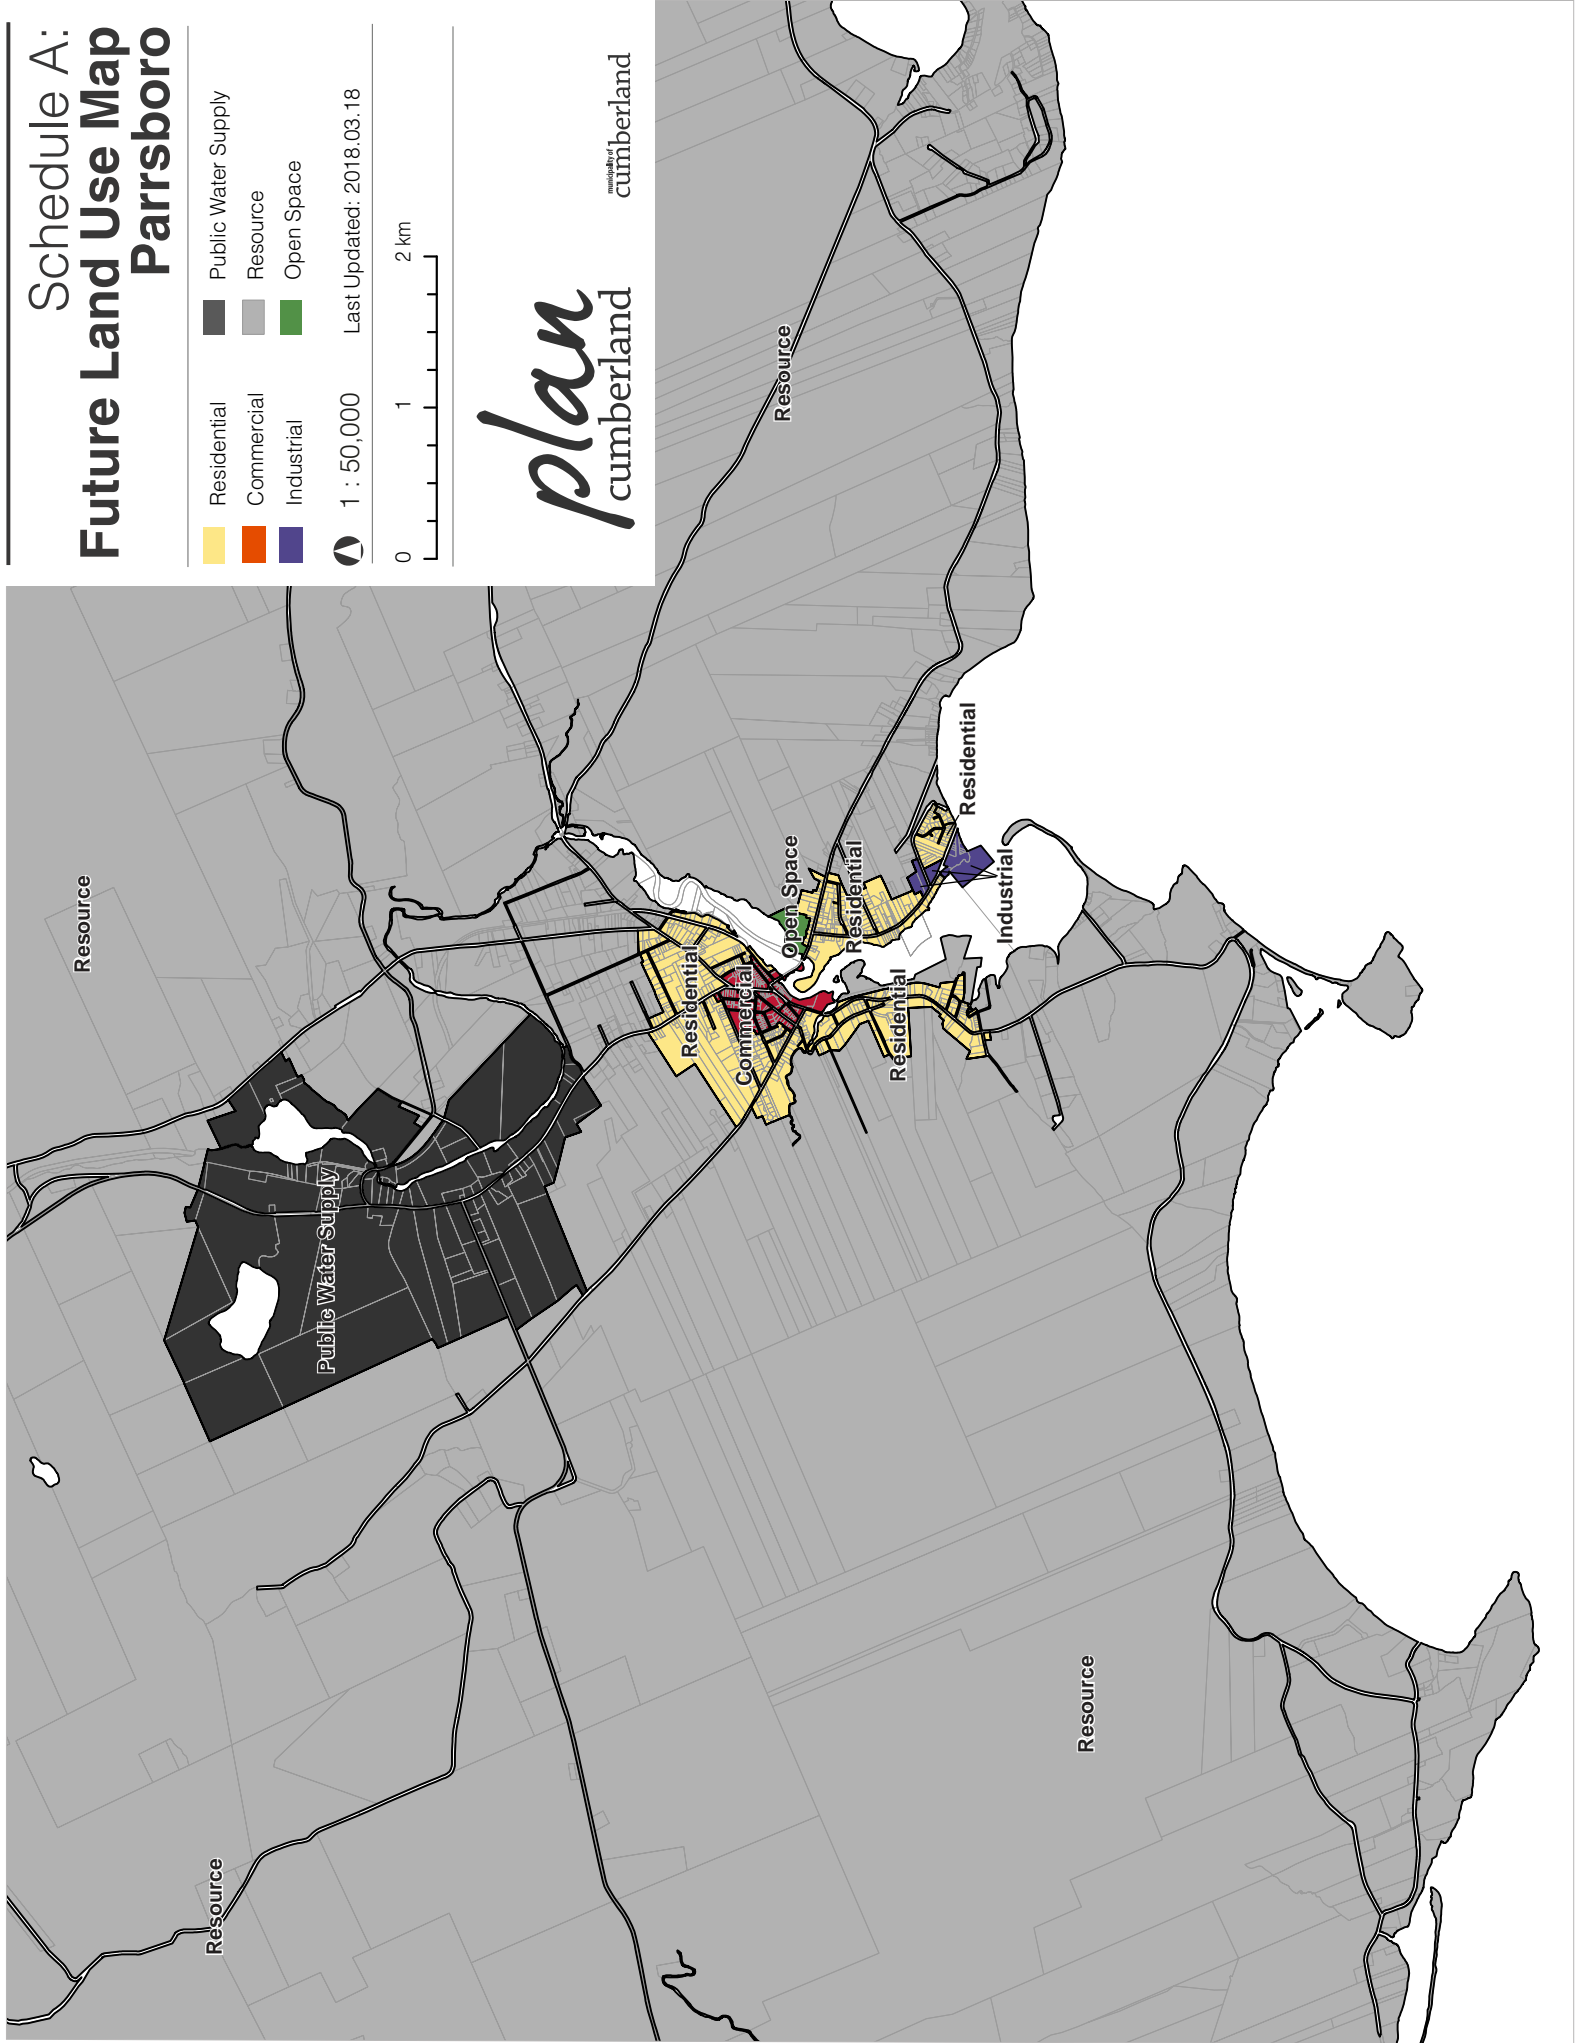 Schedule A:
Future Land Use Map
Parrsboro
Residential
Commercial
Industrial
Public Water Supply
Resource
Open Space
1 : 50,000
Last Updated: 2018.03.18
0 1 2 km
plan
cumberland
municipality of
cumberland
Resource
Resource
Public Water Supply
Residential
Commercial
Open Space
Residential
Residential
Residential
Industrial
Resource
Resource